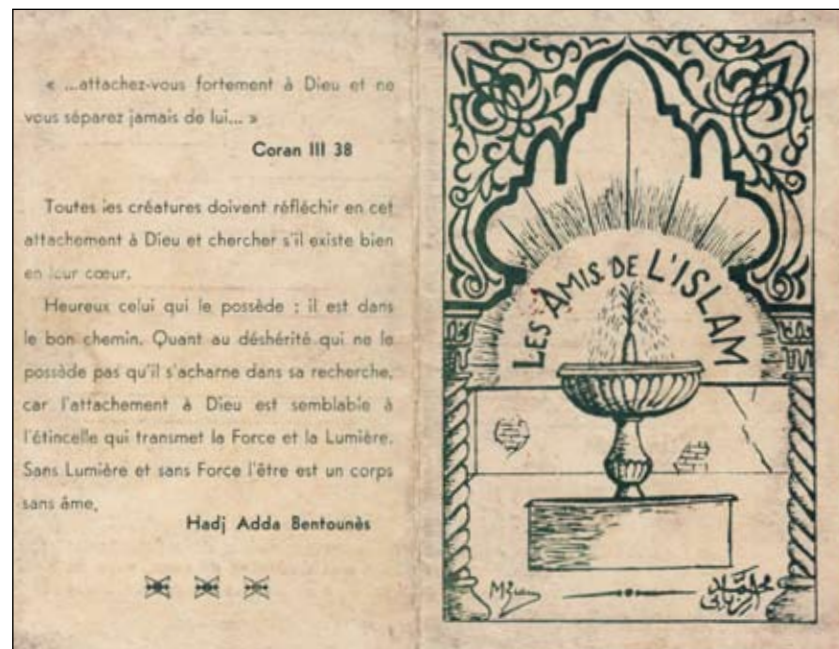 « ...attachez-vous fortement à Dieu et ne
vous séparez jamais de lui... »
Coran III 38
Toutes les créatures doivent réfléchir en cet
attachement à Dieu et chercher s'il existe bien
en leur cœur.
Heureux celui qui le possède : il est dans
le bon chemin. Quant au déshérité qui ne le
possède pas qu'il s'acharne dans sa recherche,
car l'attachement à Dieu est semblable à
l'étincelle qui transmet la Force et la Lumière.
Sans Lumière et sans Force l'être est un corps
sans âme.
Hadj Adda Bentounès
LES AMIS DE L'ISLAM